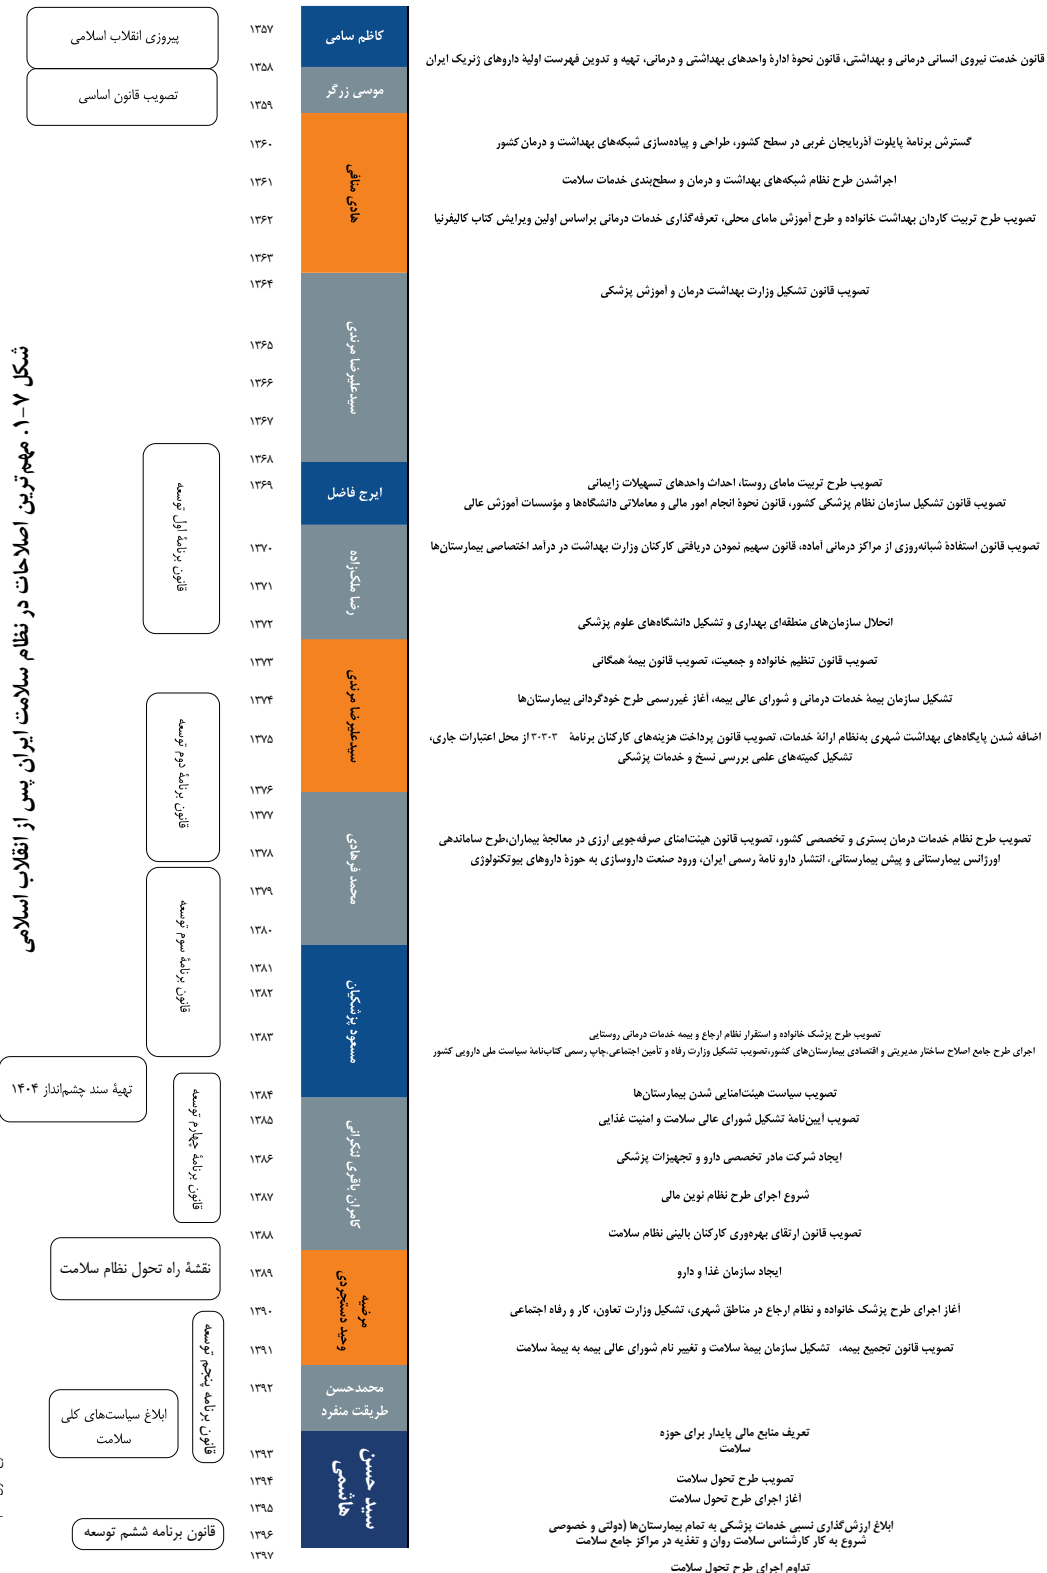 شکل ۷-۱. مهم‌ترین اصلاحات در نظام سلامت ایران پس از انقلاب اسلامی
پیروزی انقلاب اسلامی
تصویب قانون اساسی
قانون برنامهٔ اول توسعه
قانون برنامهٔ دوم توسعه
قانون برنامهٔ سوم توسعه
تهیهٔ سند چشم‌انداز ۱۴۰۴
قانون برنامهٔ چهارم توسعه
نقشهٔ راه تحول نظام سلامت
قانون برنامه پنجم توسعه
ابلاغ سیاست‌های کلی
سلامت
قانون برنامه ششم توسعه
۱۳۵۷
۱۳۵۸
۱۳۵۹
۱۳۶۰
۱۳۶۱
۱۳۶۲
۱۳۶۳
۱۳۶۴
۱۳۶۵
۱۳۶۶
۱۳۶۷
۱۳۶۸
۱۳۶۹
۱۳۷۰
۱۳۷۱
۱۳۷۲
۱۳۷۳
۱۳۷۴
۱۳۷۵
۱۳۷۶
۱۳۷۷
۱۳۷۸
۱۳۷۹
۱۳۸۰
۱۳۸۱
۱۳۸۲
۱۳۸۳
۱۳۸۴
۱۳۸۵
۱۳۸۶
۱۳۸۷
۱۳۸۸
۱۳۸۹
۱۳۹۰
۱۳۹۱
۱۳۹۲
۱۳۹۳
۱۳۹۴
۱۳۹۵
۱۳۹۶
۱۳۹۷
کاظم سامی
موسی زرگر
هادی منافی
سیدعلیرضا مرندی
ایرج فاضل
رضا ملک‌زاده
سیدعلیرضا مرندی
محمد فرهادی
مسعود پزشکیان
کامران باقری لنکرانی
مرضیه
وحید دستجردی
محمدحسن
طریقت منفرد
سید حسن
هاشمی
قانون خدمت نیروی انسانی درمانی و بهداشتی، قانون نحوهٔ ادارهٔ واحدهای بهداشتی و درمانی، تهیه و تدوین فهرست اولیهٔ داروهای ژنریک ایران
گسترش برنامهٔ پایلوت آذربایجان غربی در سطح کشور، طراحی و پیاده‌سازی شبکه‌های بهداشت و درمان کشور
اجراشدن طرح نظام شبکه‌های بهداشت و درمان و سطح‌بندی خدمات سلامت
تصویب طرح تربیت کاردان بهداشت خانواده و طرح آموزش مامای محلی، تعرفه‌گذاری خدمات درمانی براساس اولین ویرایش کتاب کالیفرنیا
تصویب قانون تشکیل وزارت بهداشت درمان و آموزش پزشکی
تصویب طرح تربیت مامای روستا، احداث واحدهای تسهیلات زایمانی
تصویب قانون تشکیل سازمان نظام پزشکی کشور، قانون نحوهٔ انجام امور مالی و معاملاتی دانشگاه‌ها و مؤسسات آموزش عالی
تصویب قانون استفادهٔ شبانه‌روزی از مراکز درمانی آماده، قانون سهیم نمودن دریافتی کارکنان وزارت بهداشت در درآمد اختصاصی بیمارستان‌ها
انحلال سازمان‌های منطقه‌ای بهداری و تشکیل دانشگاه‌های علوم پزشکی
تصویب قانون تنظیم خانواده و جمعیت، تصویب قانون بیمهٔ همگانی
تشکیل سازمان بیمهٔ خدمات درمانی و شورای عالی بیمه، آغاز غیررسمی طرح خودگردانی بیمارستان‌ها
اضافه شدن پایگاه‌های بهداشت شهری به‌نظام ارائهٔ خدمات، تصویب قانون پرداخت هزینه‌های کارکنان برنامهٔ ۳۰۳۰۳ از محل اعتبارات جاری،
تشکیل کمیته‌های علمی بررسی نسخ و خدمات پزشکی
تصویب طرح نظام خدمات درمان بستری و تخصصی کشور، تصویب قانون هیئت‌امنای صرفه‌جویی ارزی در معالجهٔ بیماران،طرح ساماندهی
اورژانس بیمارستانی و پیش بیمارستانی، انتشار دارو نامهٔ رسمی ایران، ورود صنعت داروسازی به حوزهٔ داروهای بیوتکنولوژی
تصویب طرح پزشک خانواده و استقرار نظام ارجاع و بیمه خدمات درمانی روستایی
اجرای طرح جامع اصلاح ساختار مدیریتی و اقتصادی بیمارستان‌های کشور،تصویب تشکیل وزارت رفاه و تأمین اجتماعی،چاپ رسمی کتاب‌نامهٔ سیاست ملی دارویی کشور
تصویب سیاست هیئت‌امنایی شدن بیمارستان‌ها
تصویب آیین‌نامهٔ تشکیل شورای عالی سلامت و امنیت غذایی
ایجاد شرکت مادر تخصصی دارو و تجهیزات پزشکی
شروع اجرای طرح نظام نوین مالی
تصویب قانون ارتقای بهره‌وری کارکنان بالینی نظام سلامت
ایجاد سازمان غذا و دارو
آغاز اجرای طرح پزشک خانواده و نظام ارجاع در مناطق شهری، تشکیل وزارت تعاون، کار و رفاه اجتماعی
تصویب قانون تجمیع بیمه، تشکیل سازمان بیمهٔ سلامت و تغییر نام شورای عالی بیمه به بیمهٔ سلامت
تعریف منابع مالی پایدار برای حوزه
سلامت
تصویب طرح تحول سلامت
آغاز اجرای طرح تحول سلامت
ابلاغ ارزش‌گذاری نسبی خدمات پزشکی به تمام بیمارستان‌ها (دولتی و خصوصی
شروع به کار کارشناس سلامت روان و تغذیه در مراکز جامع سلامت
تداوم اجرای طرح تحول سلامت